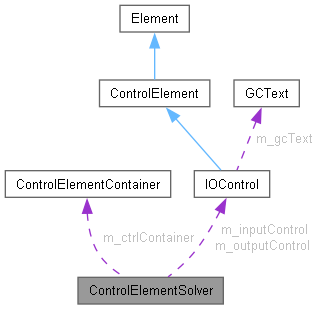 Element
ControlElement
GCText
m_gcText
ControlElementContainer
IOControl
m_ctrlContainer
m_inputControl
m_outputControl
ControlElementSolver